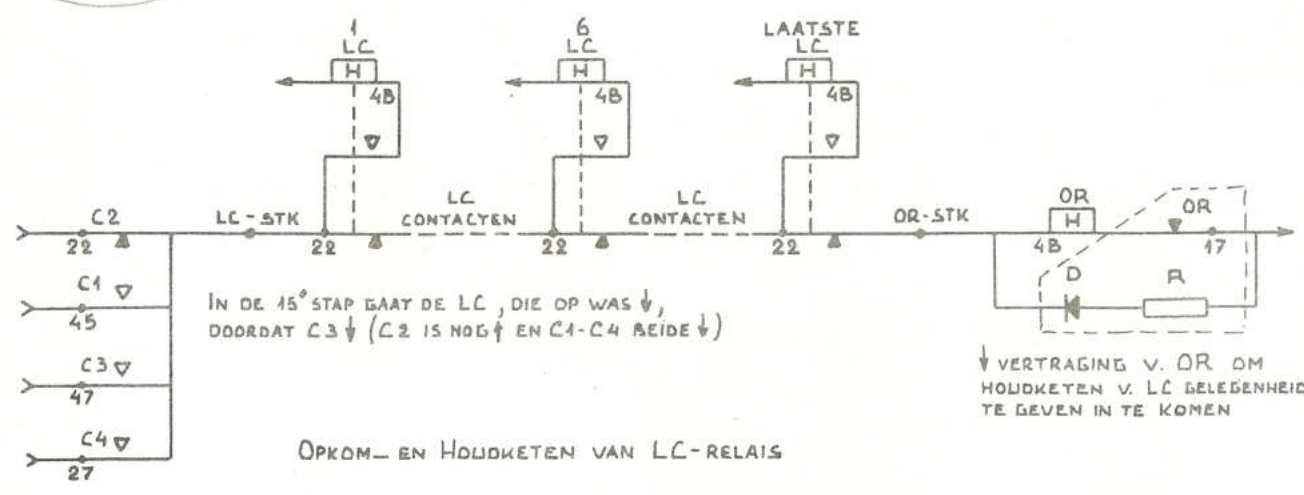 1
LC
H
4B
6
LC
H
4B
LAATSTE
LC
H
4B
C2
22
LC-STK
22
LC
CONTACTEN
22
LC
CONTACTEN
22
OR-STK
OR
H
4B
OR
17
D
R
C1
45
C3
47
C4
27
IN DE 15e STAP GAAT DE LC, DIE OP WAS ↓,
DOORDAT C3 ↓ (C2 IS NOG ↑ EN C1-C4 BEIDE ↓)
↓ VERTRAGING V. OR OM
HOUDKETEN V. LC GELEGENHEID
TE GEVEN IN TE KOMEN
OPKOM- EN HOUDKETEN VAN LC-RELAIS